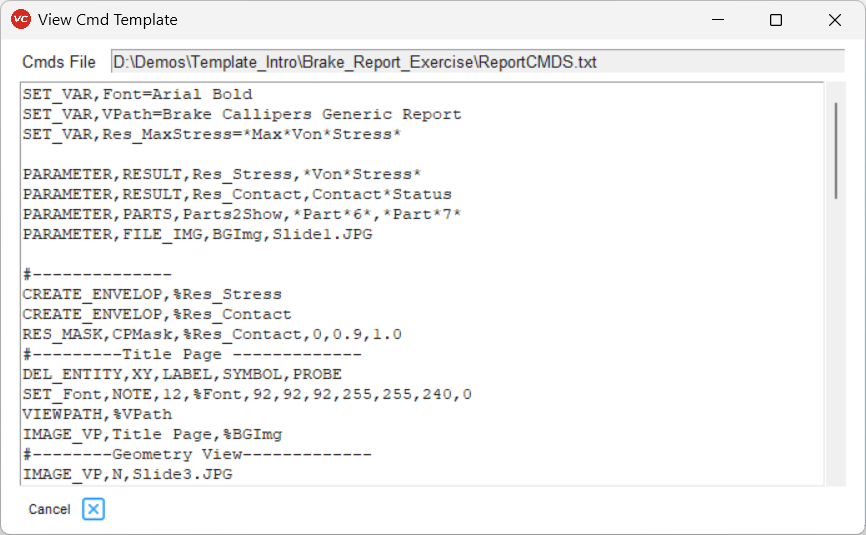 VC View Cmd Template
Cmds File D:\Demos\Template_Intro\Brake_Report_Exercise\ReportCMDS.txt
SET_VAR,Font=Arial Bold
SET_VAR,VPath=Brake Callipers Generic Report
SET_VAR,Res_MaxStress=*Max*Von*Stress*
PARAMETER,RESULT,Res_Stress,*Von*Stress*
PARAMETER,RESULT,Res_Contact,Contact*Status
PARAMETER,PARTS,Parts2Show,*Part*6*,*Part*7*
PARAMETER,FILE_IMG,BGImg,Slide1.JPG
#--------------
CREATE_ENVELOP,%Res_Stress
CREATE_ENVELOP,%Res_Contact
RES_MASK,CPMask,%Res_Contact,0,0.9,1.0
#---------Title Page -------------
DEL_ENTITY,XY,LABEL,SYMBOL,PROBE
SET_Font,NOTE,12,%Font,92,92,92,255,255,240,0
VIEWPATH,%VPath
IMAGE_VP,Title Page,%BGImg
#--------Geometry View-------------
IMAGE_VP,N,Slide3.JPG
Cancel